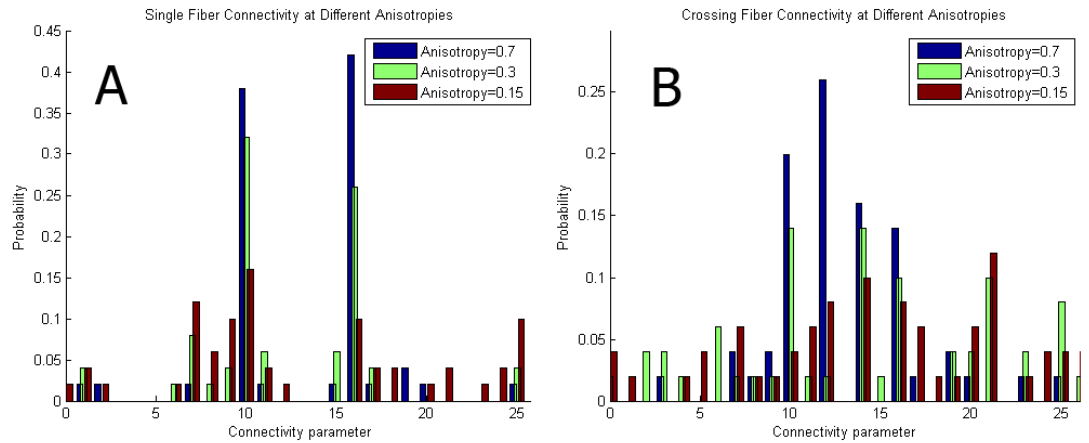 Single Fiber Connectivity at Different Anisotropies
A
Anisotropy=0.7
Anisotropy=0.3
Anisotropy=0.15
0.45
0.4
0.35
0.3
0.25
0.2
0.15
0.1
0.05
0
Probability
0 5 10 15 20 25
Connectivity parameter
Crossing Fiber Connectivity at Different Anisotropies
B
Anisotropy=0.7
Anisotropy=0.3
Anisotropy=0.15
0.25
0.2
0.15
0.1
0.05
0
Probability
0 5 10 15 20 25
Connectivity parameter